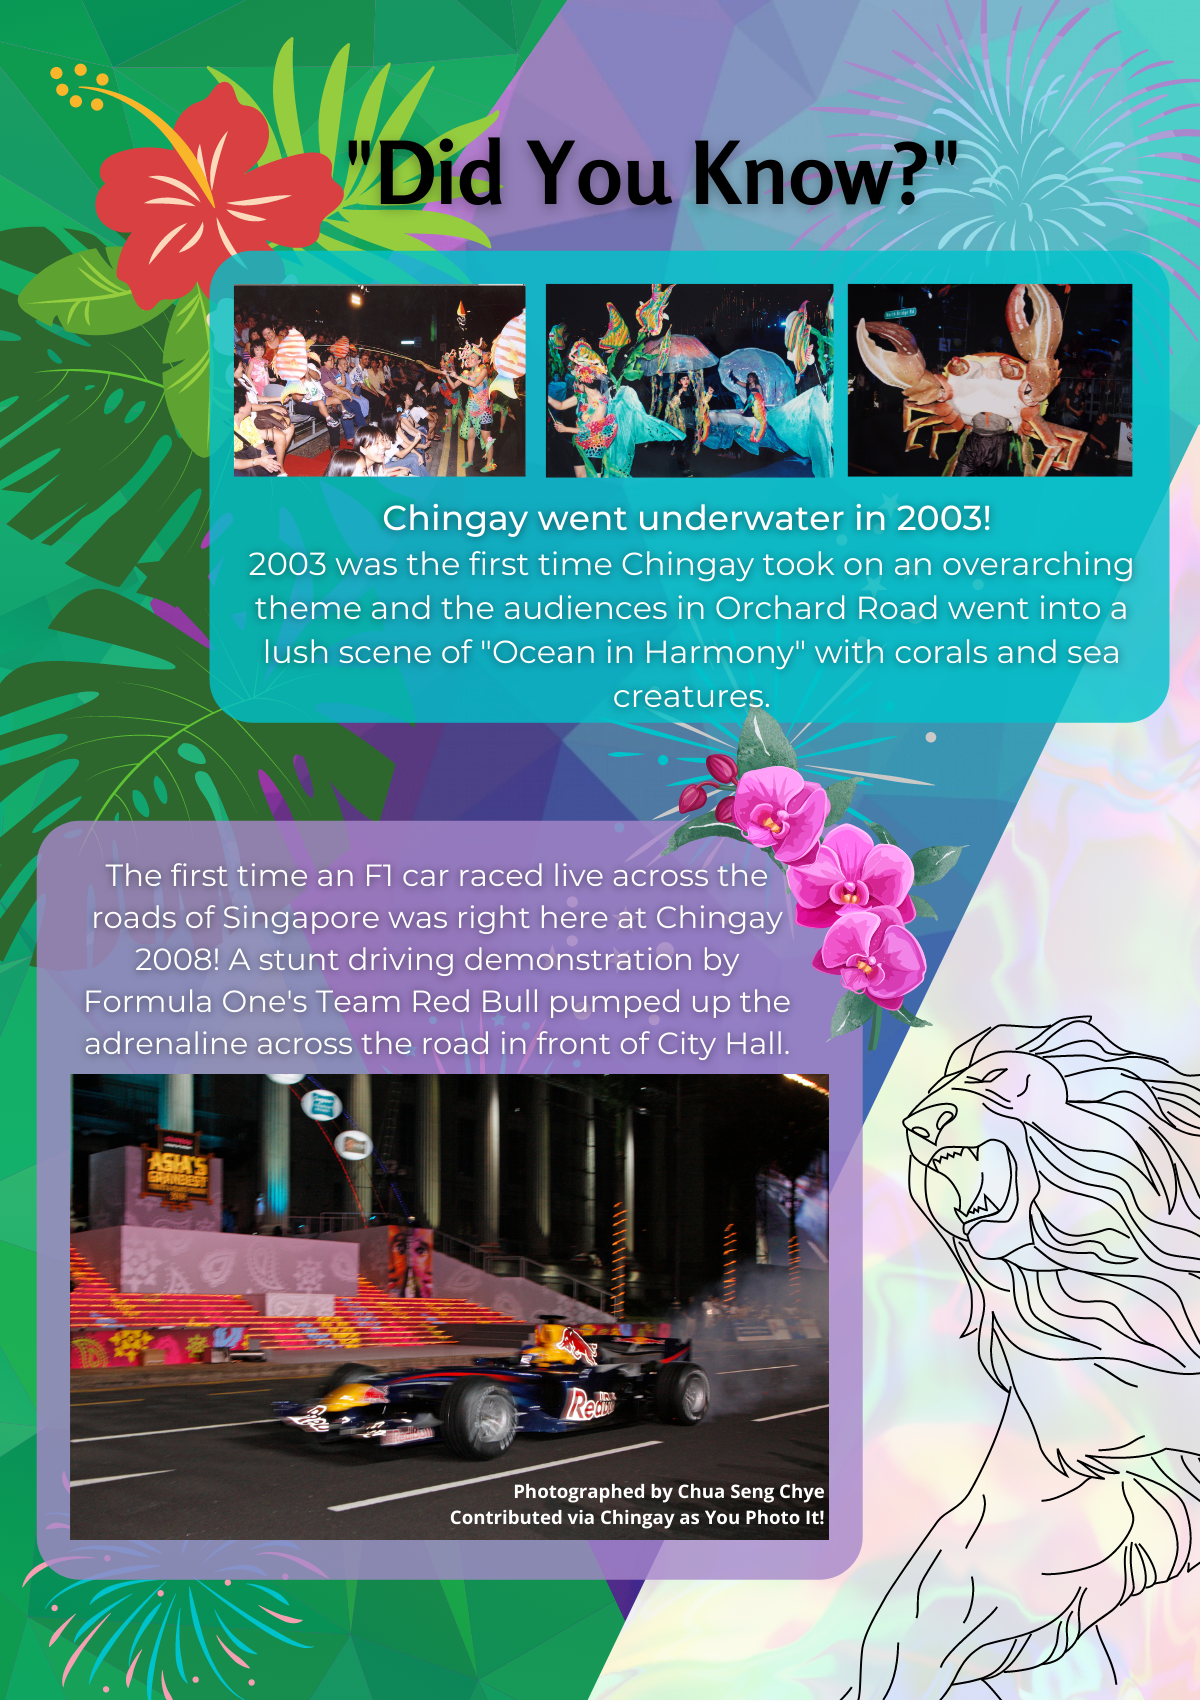 "Did You Know?"
North Bridge Rd
Chingay went underwater in 2003!
2003 was the first time Chingay took on an overarching
theme and the audiences in Orchard Road went into a
lush scene of "Ocean in Harmony" with corals and sea
creatures.
The first time an F1 car raced live across the
roads of Singapore was right here at Chingay
2008! A stunt driving demonstration by
Formula One's Team Red Bull pumped up the
adrenaline across the road in front of City Hall.
ASIA'S
GRANDEST
Red Bull
Photographed by Chua Seng Chye
Contributed via Chingay as You Photo It!